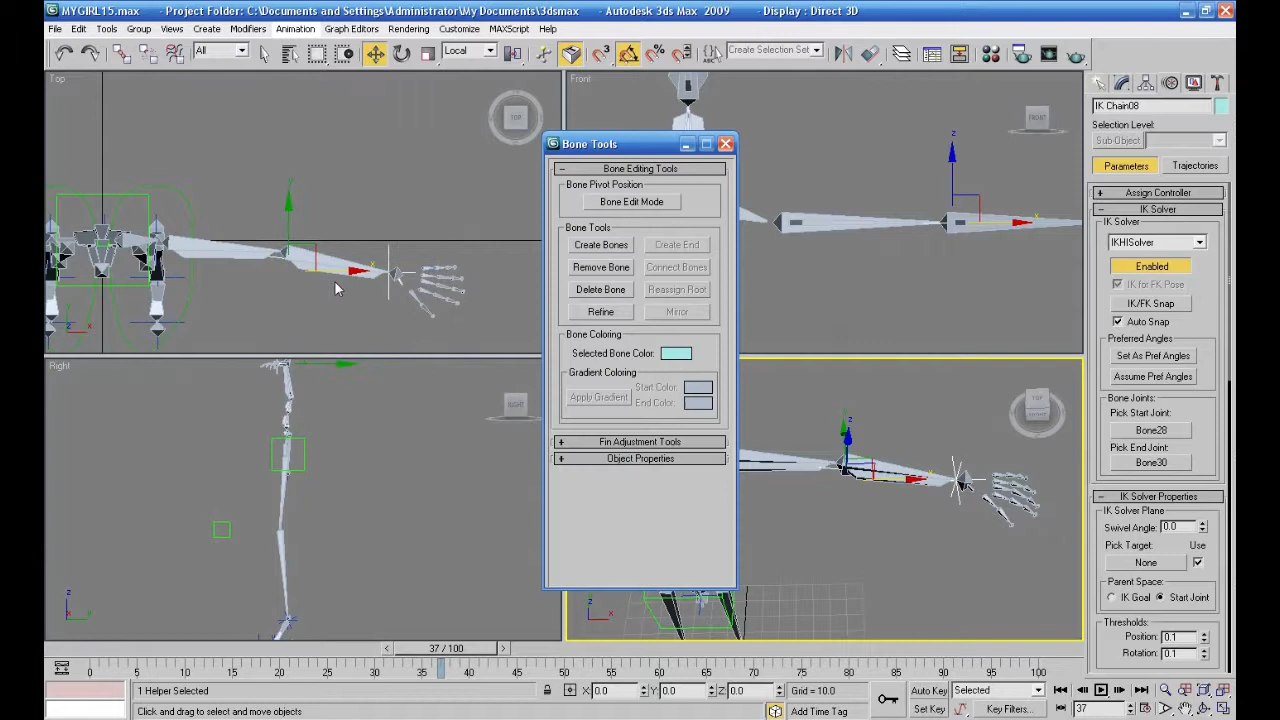 MYGIRL15.max - Project Folder: C:\Documents and Settings\Administrator\My Documents\3dsmax - Autodesk 3ds Max 2009 - Display : Direct 3D
File Edit Tools Group Views Create Modifiers Animation Graph Editors Rendering Customize MAXScript Help
All Local Create Selection Set
Top
TOP
Front
FRONT
Right
RIGHT
TOP
Bone Tools
Bone Editing Tools
Bone Pivot Position
Bone Edit Mode
Bone Tools
Create Bones Create End
Remove Bone Connect Bones
Delete Bone Reassign Root
Refine Mirror
Bone Coloring
Selected Bone Color:
Gradient Coloring
Apply Gradient Start Color:
End Color:
Fin Adjustment Tools
Object Properties
IK Chain08
Selection Level:
Sub-Object
Parameters Trajectories
Assign Controller
IK Solver
IK Solver
IKHISolver
Enabled
IK for FK Pose
IK/FK Snap
Auto Snap
Preferred Angles
Set As Pref Angles
Assume Pref Angles
Bone Joints:
Pick Start Joint:
Bone28
Pick End Joint:
Bone30
IK Solver Properties
IK Solver Plane
Swivel Angle: 0.0
Pick Target: Use
None
Parent Space:
IK Goal Start Joint
Thresholds:
Position: 0.1
Rotation: 0.1
37 / 100
0 5 10 15 20 25 30 35 40 45 50 55 60 65 70 75 80 85 90 95 100
1 Helper Selected X: 0.0 Y: 0.0 Z: 0.0 Grid = 10.0 Auto Key Selected
Click and drag to select and move objects Add Time Tag Set Key Key Filters... 37